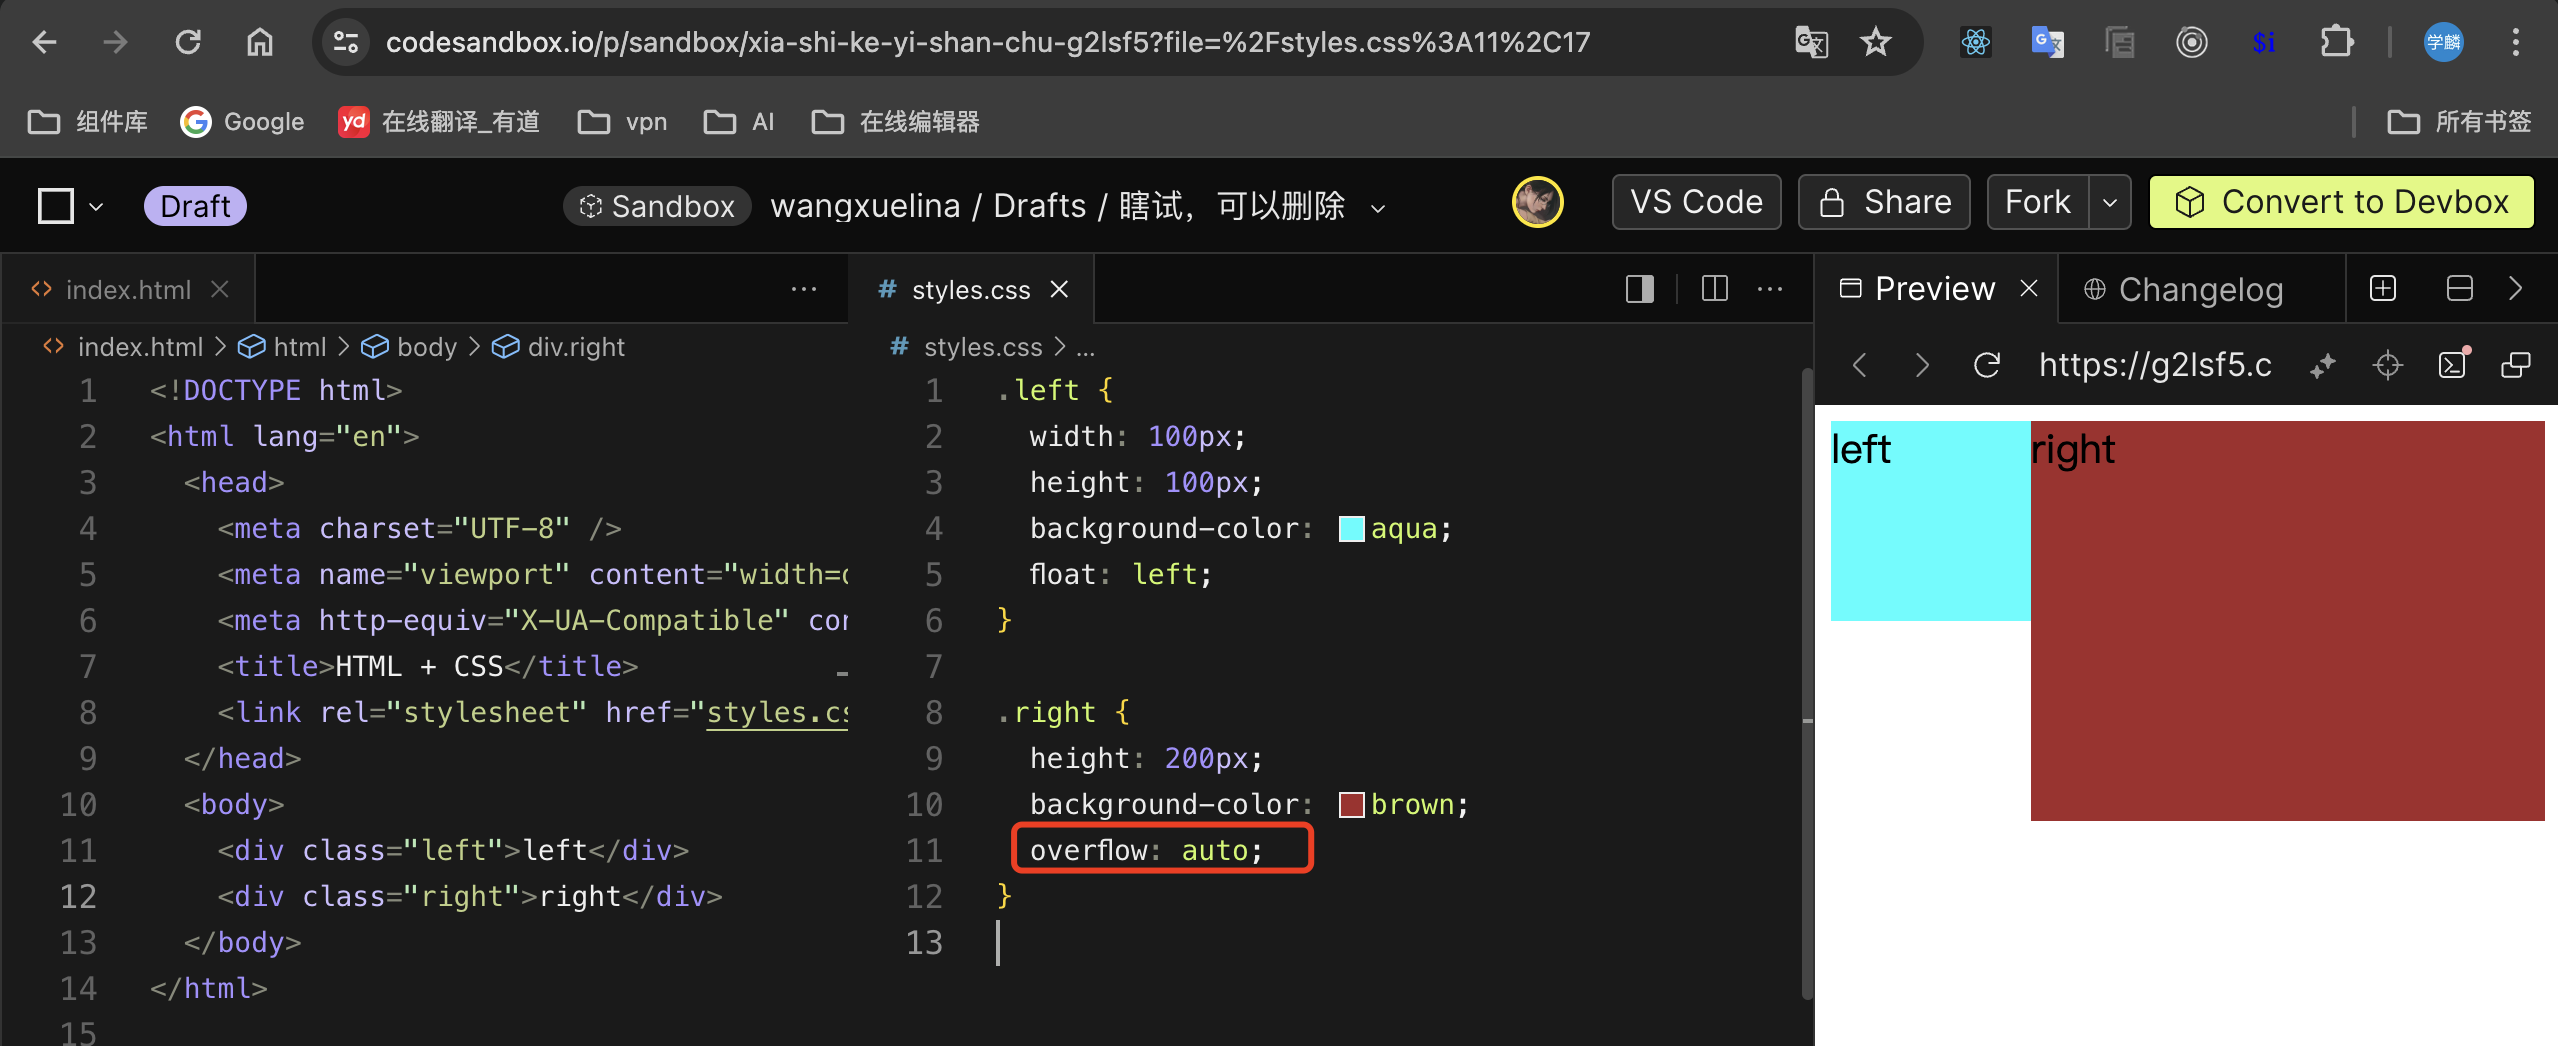 codesandbox.io/p/sandbox/xia-shi-ke-yi-shan-chu-g2lsf5?file=%2Fstyles.css%3A11%2C17
$i
学麟
组件库
Google
yd 在线翻译_有道
vpn
AI
在线编辑器
所有书签
Draft
Sandbox
wangxuelina / Drafts / 瞎试，可以删除
VS Code
Share
Fork
Convert to Devbox
index.html
index.html > html > body > div.right
1 <!DOCTYPE html>
2 <html lang="en">
3 <head>
4 <meta charset="UTF-8" />
5 <meta name="viewport" content="width=
6 <meta http-equiv="X-UA-Compatible" con
7 <title>HTML + CSS</title>
8 <link rel="stylesheet" href="styles.cs
9 </head>
10 <body>
11 <div class="left">left</div>
12 <div class="right">right</div>
13 </body>
14 </html>
15
# styles.css
# styles.css > ...
1 .left {
2 width: 100px;
3 height: 100px;
4 background-color: aqua;
5 float: left;
6 }
7
8 .right {
9 height: 200px;
10 background-color: brown;
11 overflow: auto;
12 }
13
Preview
Changelog
https://g2lsf5.c
left
right